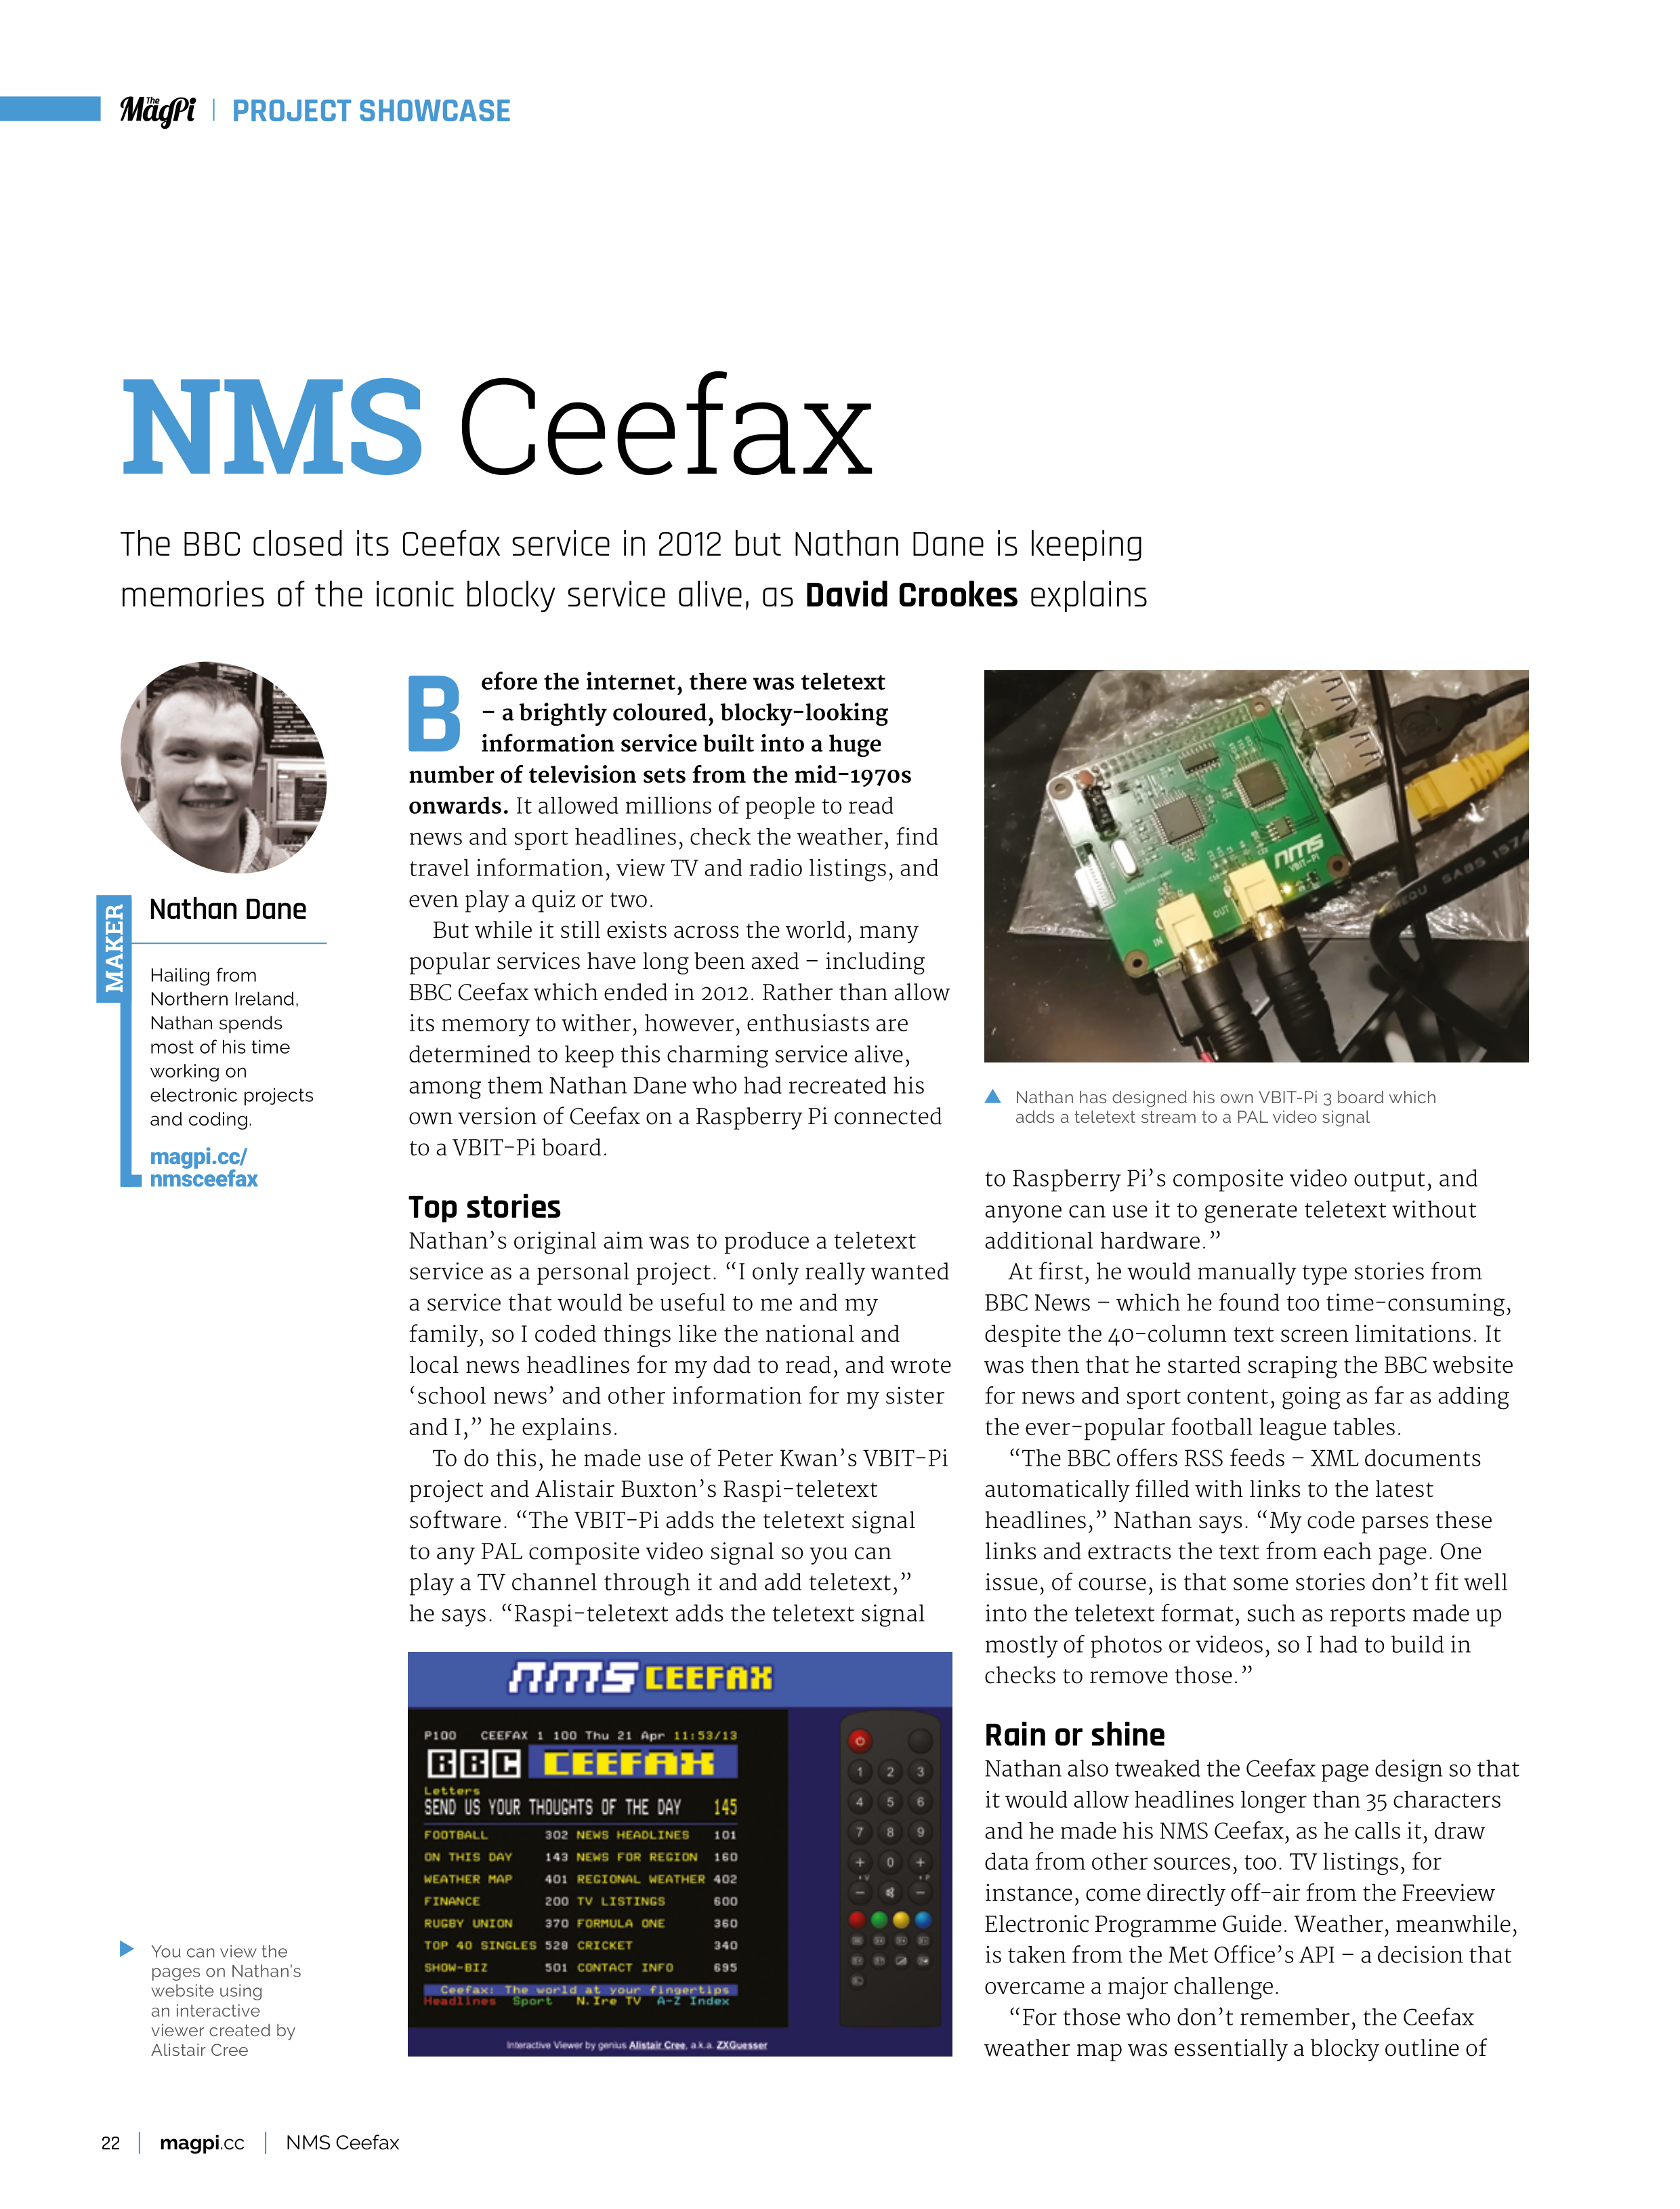 The MagPi | PROJECT SHOWCASE
NMS Ceefax
The BBC closed its Ceefax service in 2012 but Nathan Dane is keeping
memories of the iconic blocky service alive, as David Crookes explains
MAKER
Nathan Dane
Hailing from
Northern Ireland,
Nathan spends
most of his time
working on
electronic projects
and coding.
magpi.cc/
nmsceefax
Before the internet, there was teletext
– a brightly coloured, blocky-looking
information service built into a huge
number of television sets from the mid-1970s
onwards. It allowed millions of people to read
news and sport headlines, check the weather, find
travel information, view TV and radio listings, and
even play a quiz or two.
But while it still exists across the world, many
popular services have long been axed – including
BBC Ceefax which ended in 2012. Rather than allow
its memory to wither, however, enthusiasts are
determined to keep this charming service alive,
among them Nathan Dane who had recreated his
own version of Ceefax on a Raspberry Pi connected
to a VBIT-Pi board.
Top stories
Nathan’s original aim was to produce a teletext
service as a personal project. “I only really wanted
a service that would be useful to me and my
family, so I coded things like the national and
local news headlines for my dad to read, and wrote
‘school news’ and other information for my sister
and I,” he explains.
To do this, he made use of Peter Kwan’s VBIT-Pi
project and Alistair Buxton’s Raspi-teletext
software. “The VBIT-Pi adds the teletext signal
to any PAL composite video signal so you can
play a TV channel through it and add teletext,”
he says. “Raspi-teletext adds the teletext signal
NMS CEEFAX
P100 CEEFAX 1 100 Thu 21 Apr 11:53/13
BBC CEEFAX
Letters
SEND US YOUR THOUGHTS OF THE DAY 145
FOOTBALL 302 NEWS HEADLINES 101
ON THIS DAY 143 NEWS FOR REGION 160
WEATHER MAP 401 REGIONAL WEATHER 402
FINANCE 200 TV LISTINGS 600
RUGBY UNION 370 FORMULA ONE 360
TOP 40 SINGLES 528 CRICKET 340
SHOW-BIZ 501 CONTACT INFO 695
Ceefax: The world at your fingertips
Headlines Sport N.Ire TV A-Z Index
1 2 3
4 5 6
7 8 9
+ 0 +
Interactive Viewer by genius Alistair Cree, a.k.a. ZXGuesser
You can view the
pages on Nathan’s
website using
an interactive
viewer created by
Alistair Cree
nms
VBIT-Pi
OUT
IN
SABS
Nathan has designed his own VBIT-Pi 3 board which
adds a teletext stream to a PAL video signal
to Raspberry Pi’s composite video output, and
anyone can use it to generate teletext without
additional hardware.”
At first, he would manually type stories from
BBC News – which he found too time-consuming,
despite the 40-column text screen limitations. It
was then that he started scraping the BBC website
for news and sport content, going as far as adding
the ever-popular football league tables.
“The BBC offers RSS feeds – XML documents
automatically filled with links to the latest
headlines,” Nathan says. “My code parses these
links and extracts the text from each page. One
issue, of course, is that some stories don’t fit well
into the teletext format, such as reports made up
mostly of photos or videos, so I had to build in
checks to remove those.”
Rain or shine
Nathan also tweaked the Ceefax page design so that
it would allow headlines longer than 35 characters
and he made his NMS Ceefax, as he calls it, draw
data from other sources, too. TV listings, for
instance, come directly off-air from the Freeview
Electronic Programme Guide. Weather, meanwhile,
is taken from the Met Office’s API – a decision that
overcame a major challenge.
“For those who don’t remember, the Ceefax
weather map was essentially a blocky outline of
22 | magpi.cc | NMS Ceefax